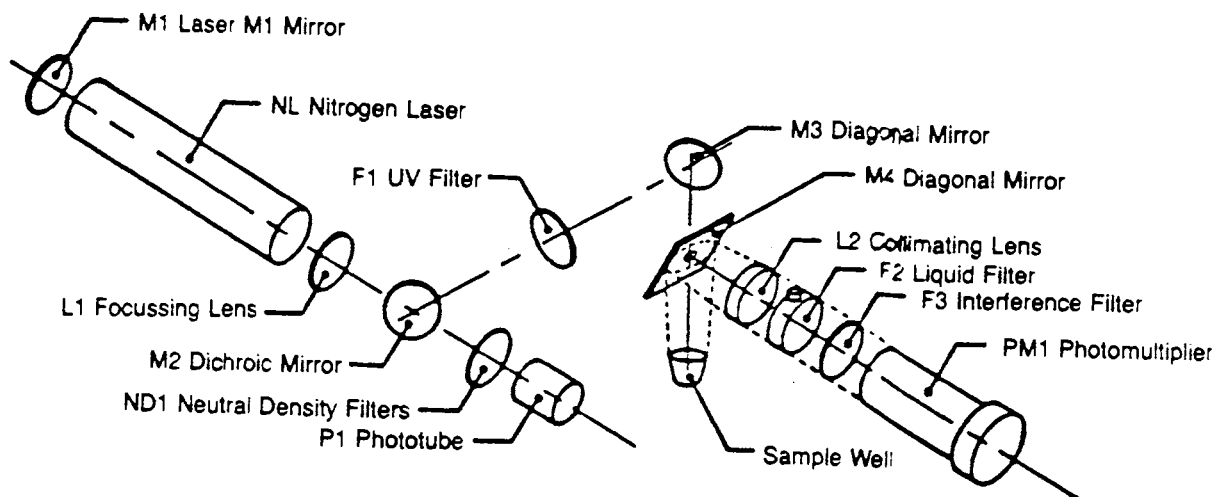 M1 Laser M1 Mirror
NL Nitrogen Laser
M3 Diagonal Mirror
F1 UV Filter
M4 Diagonal Mirror
L2 Collimating Lens
F2 Liquid Filter
L1 Focussing Lens
F3 Interference Filter
M2 Dichroic Mirror
PM1 Photomultiplier
ND1 Neutral Density Filters
P1 Phototube
Sample Well